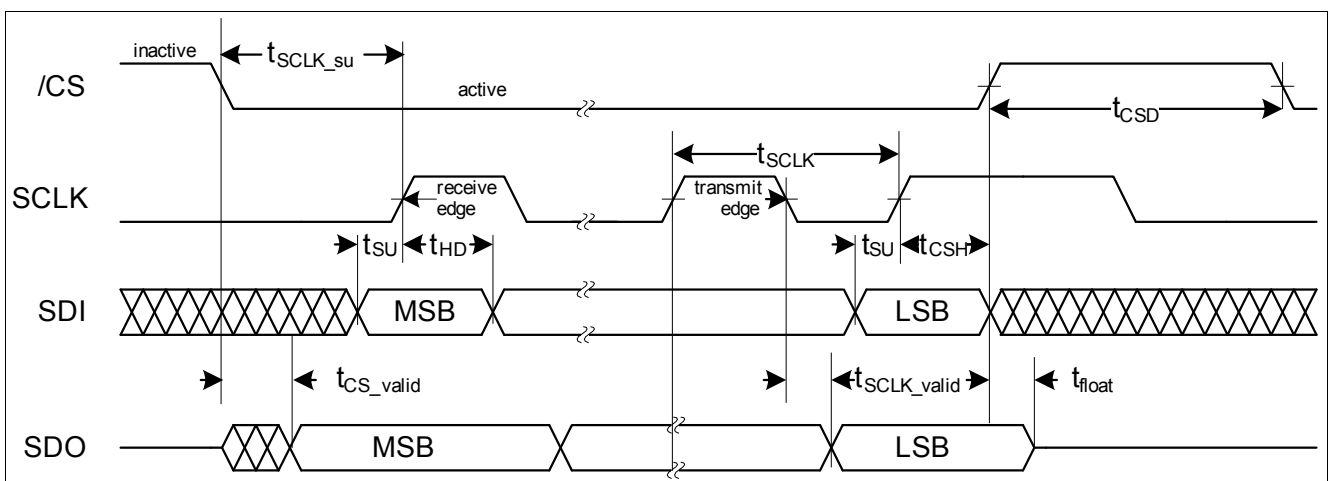 inactive
t_SCLK_su
/CS
active
t_CSD
t_SCLK
SCLK
receive
edge
transmit
edge
t_SU
t_HD
t_SU
t_CSH
SDI
MSB
LSB
t_CS_valid
t_SCLK_valid
t_float
SDO
MSB
LSB